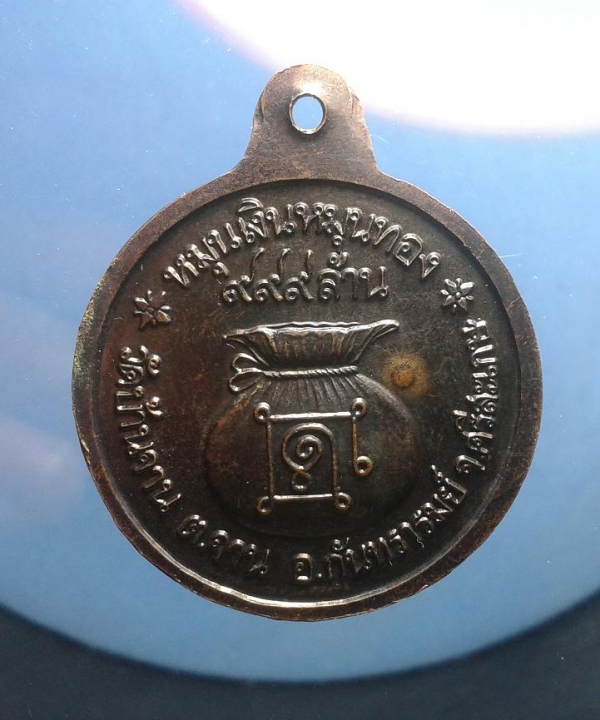 หมุนเงินหมุนทอง
๙๙๙ล้าน
วัดบ้านจาน ต.จาน อ.กันทรารมย์ จ.ศรีสะเกษ